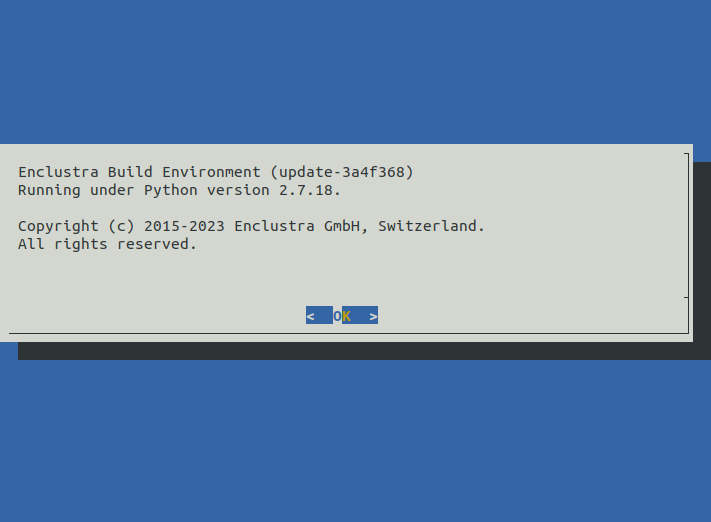 Enclustra Build Environment (update-3a4f368)
Running under Python version 2.7.18.
Copyright (c) 2015-2023 Enclustra GmbH, Switzerland.
All rights reserved.
<  OK  >